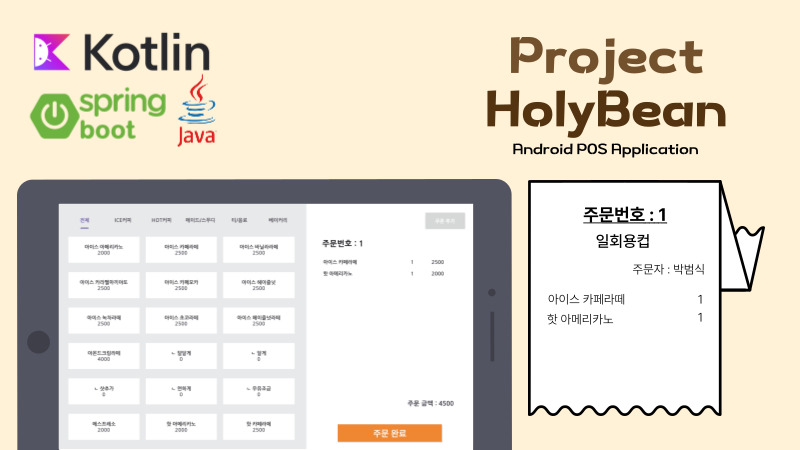 Kotlin
spring
boot
Java
Project
HolyBean
Android POS Application
전체 ICE커피 HOT커피 에이드/스무디 티/음료 베이커리
아이스 아메리카노 아이스 카페라떼 아이스 바닐라라떼
2000 2500 2500
아이스 카라멜마끼아또 아이스 카페모카 아이스 헤이즐넛
2500 2500 2500
아이스 녹차라떼 아이스 초코라떼 아이스 헤이즐넛라떼
2500 2500 2500
아몬드크림라떼 ㄴ 덜달게 ㄴ 달게
4000 0 0
ㄴ 샷추가 ㄴ 연하게 ㄴ 우유조금
0 0 0
에스프레소 핫 아메리카노 핫 카페라떼
2000 2000 2500
주문번호 : 1
아이스 카페라떼 1 2500
핫 아메리카노 1 2000
주문 금액 : 4500
주문 완료
주문번호 : 1
일회용컵
주문자 : 박범식
아이스 카페라떼 1
핫 아메리카노 1